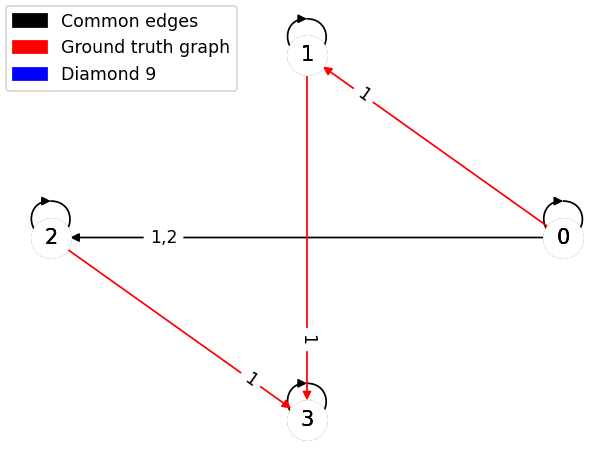 Common edges
Ground truth graph
Diamond 9
1
1
2
1,2
0
1
1
3